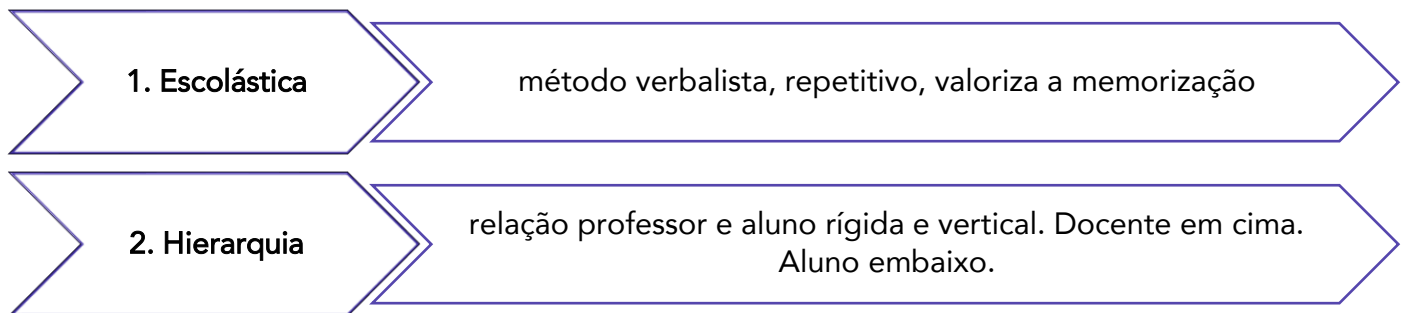 1. Escolástica
método verbalista, repetitivo, valoriza a memorização
2. Hierarquia
relação professor e aluno rígida e vertical. Docente em cima.
Aluno embaixo.